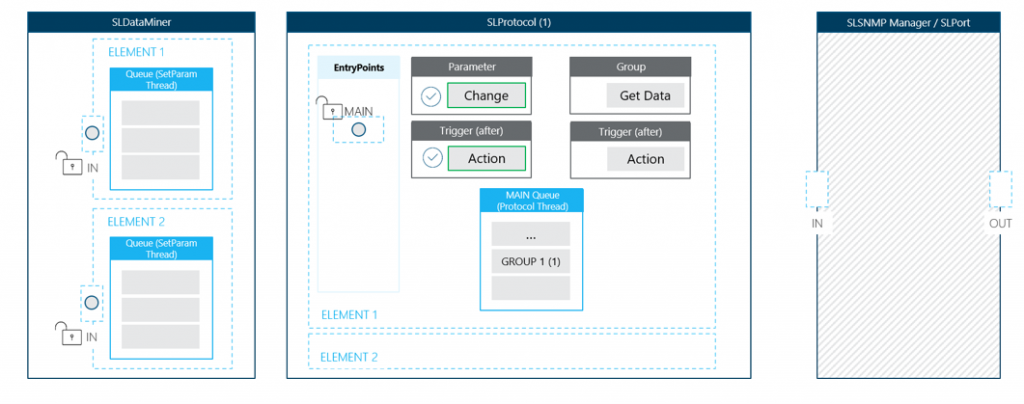 SLDataMiner
ELEMENT 1
Queue (SetParam
Thread)
IN
ELEMENT 2
Queue (SetParam
Thread)
IN
SLProtocol (1)
EntryPoints
MAIN
Parameter
Change
Trigger (after)
Action
Group
Get Data
Trigger (after)
Action
MAIN Queue
(Protocol Thread)
...
GROUP 1 (1)
ELEMENT 1
ELEMENT 2
SLSNMP Manager / SLPort
IN
OUT